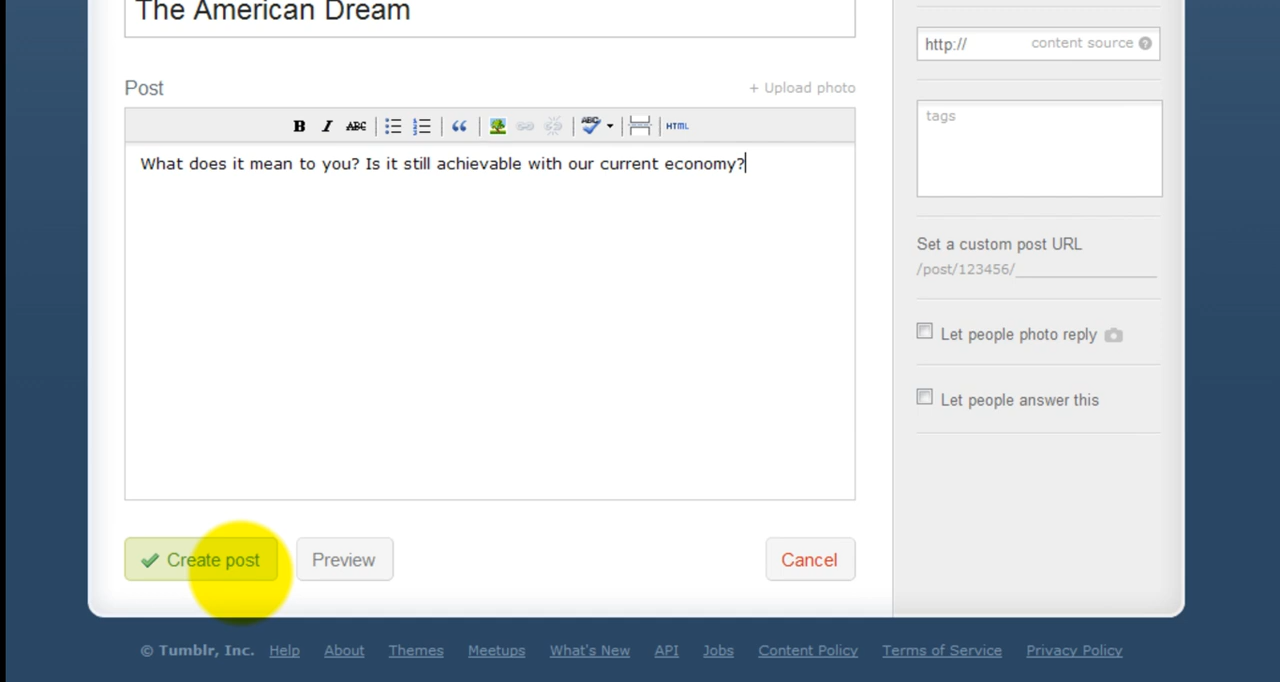 The American Dream
Post
+ Upload photo
B I ABC ABC HTML
What does it mean to you? Is it still achievable with our current economy?
Create post
Preview
Cancel
http://
content source ?
tags
Set a custom post URL
/post/123456/
Let people photo reply
Let people answer this
© Tumblr, Inc. Help About Themes Meetups What's New API Jobs Content Policy Terms of Service Privacy Policy